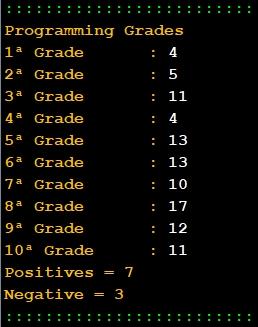 : : : : : : : : : : : : : : : : : : : : : : : : : :
Programming Grades
1ª Grade : 4
2ª Grade : 5
3ª Grade : 11
4ª Grade : 4
5ª Grade : 13
6ª Grade : 13
7ª Grade : 10
8ª Grade : 17
9ª Grade : 12
10ª Grade : 11
Positives = 7
Negative = 3
: : : : : : : : : : : : : : : : : : : : : : : : : :